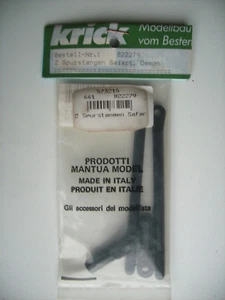 krick
Modellbau
vom Besten
Bestell-Nr.: 822279
2 Spurstangen Safari, Demon
441 822279
2 Spurstangen Safar
PRODOTTI
MANTUA MODEL
MADE IN ITALY
PRODUIT EN ITALIE
Gli accessori del modellista